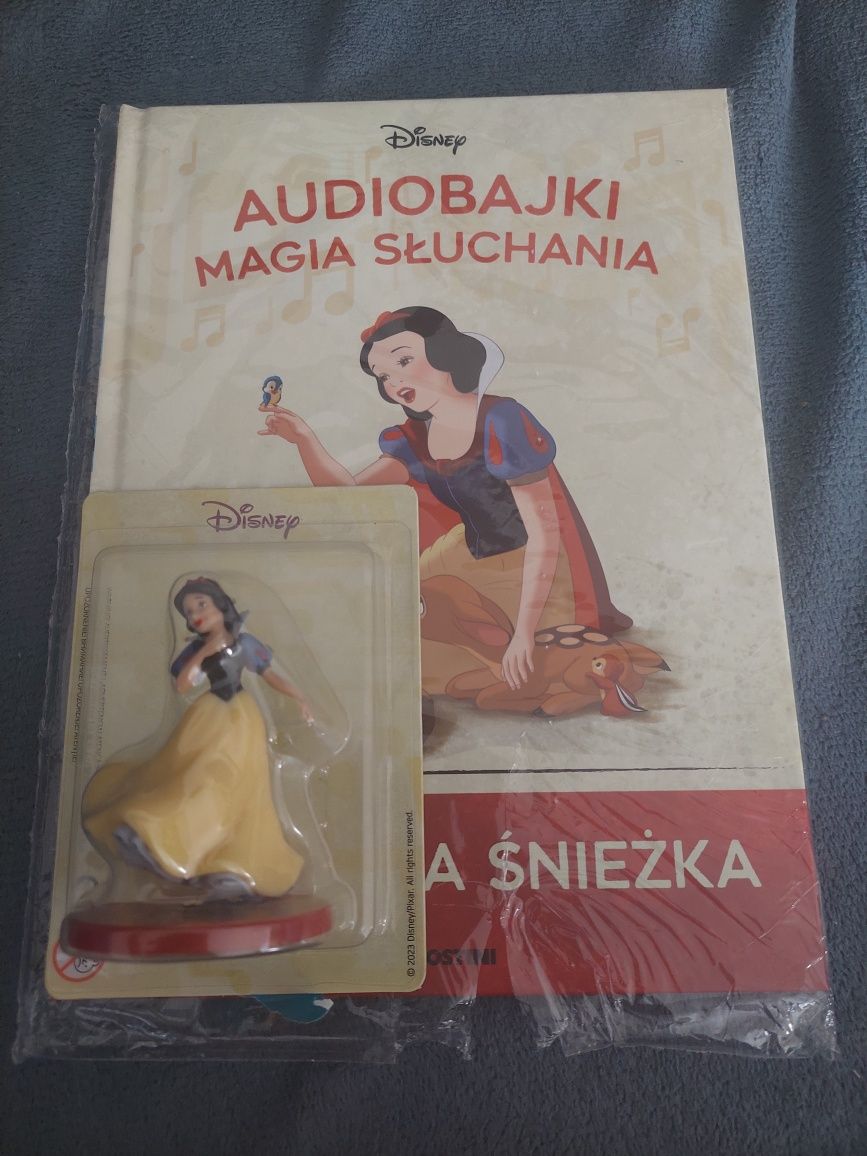 Disney
AUDIOBAJKI
MAGIA SŁUCHANIA
Disney
© 2023 Disney/Pixar. All rights reserved.
A ŚNIEŻKA